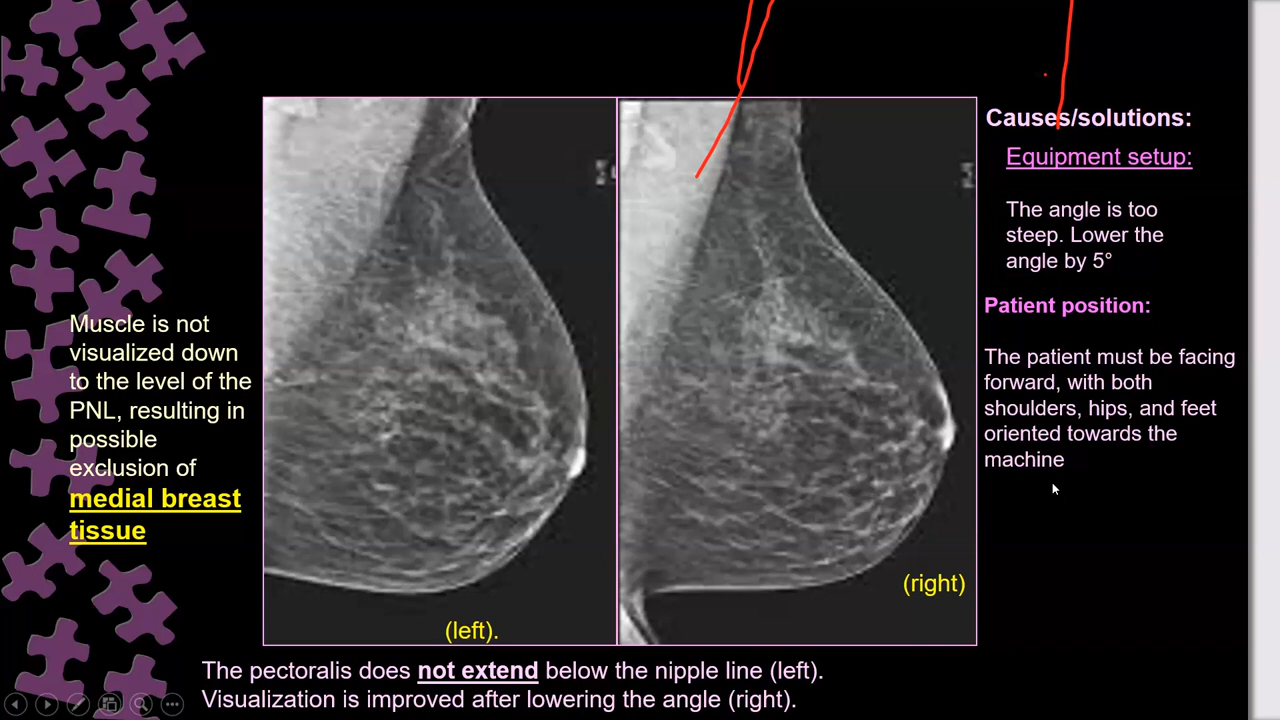 Muscle is not
visualized down
to the level of the
PNL, resulting in
possible
exclusion of
medial breast
tissue
(left).
(right)
Causes/solutions:
Equipment setup:
The angle is too
steep. Lower the
angle by 5°
Patient position:
The patient must be facing
forward, with both
shoulders, hips, and feet
oriented towards the
machine
The pectoralis does not extend below the nipple line (left).
Visualization is improved after lowering the angle (right).